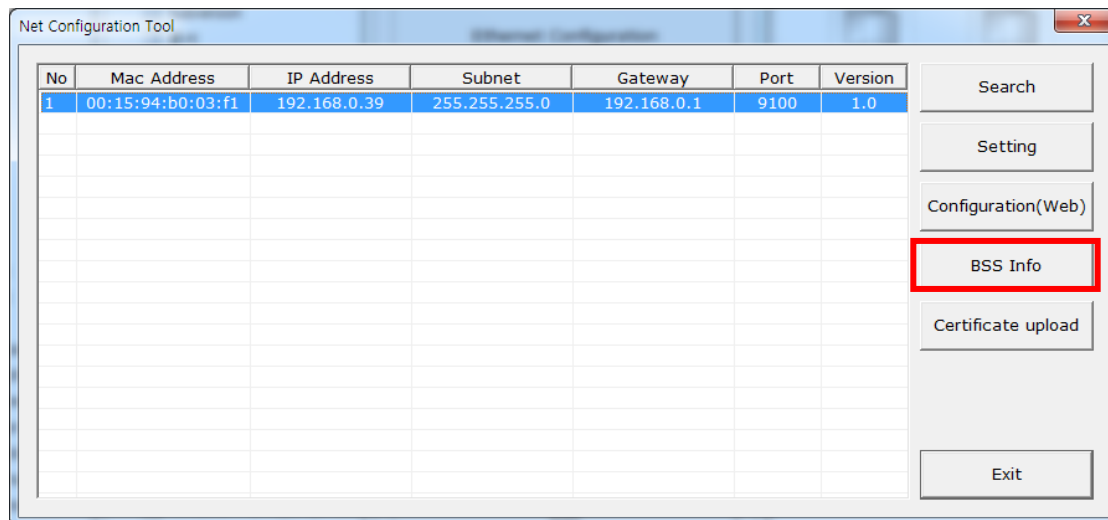 Net Configuration Tool
Ethernet Configuration
No Mac Address IP Address Subnet Gateway Port Version
1 00:15:94:b0:03:f1 192.168.0.39 255.255.255.0 192.168.0.1 9100 1.0
Search
Setting
Configuration(Web)
BSS Info
Certificate upload
Exit